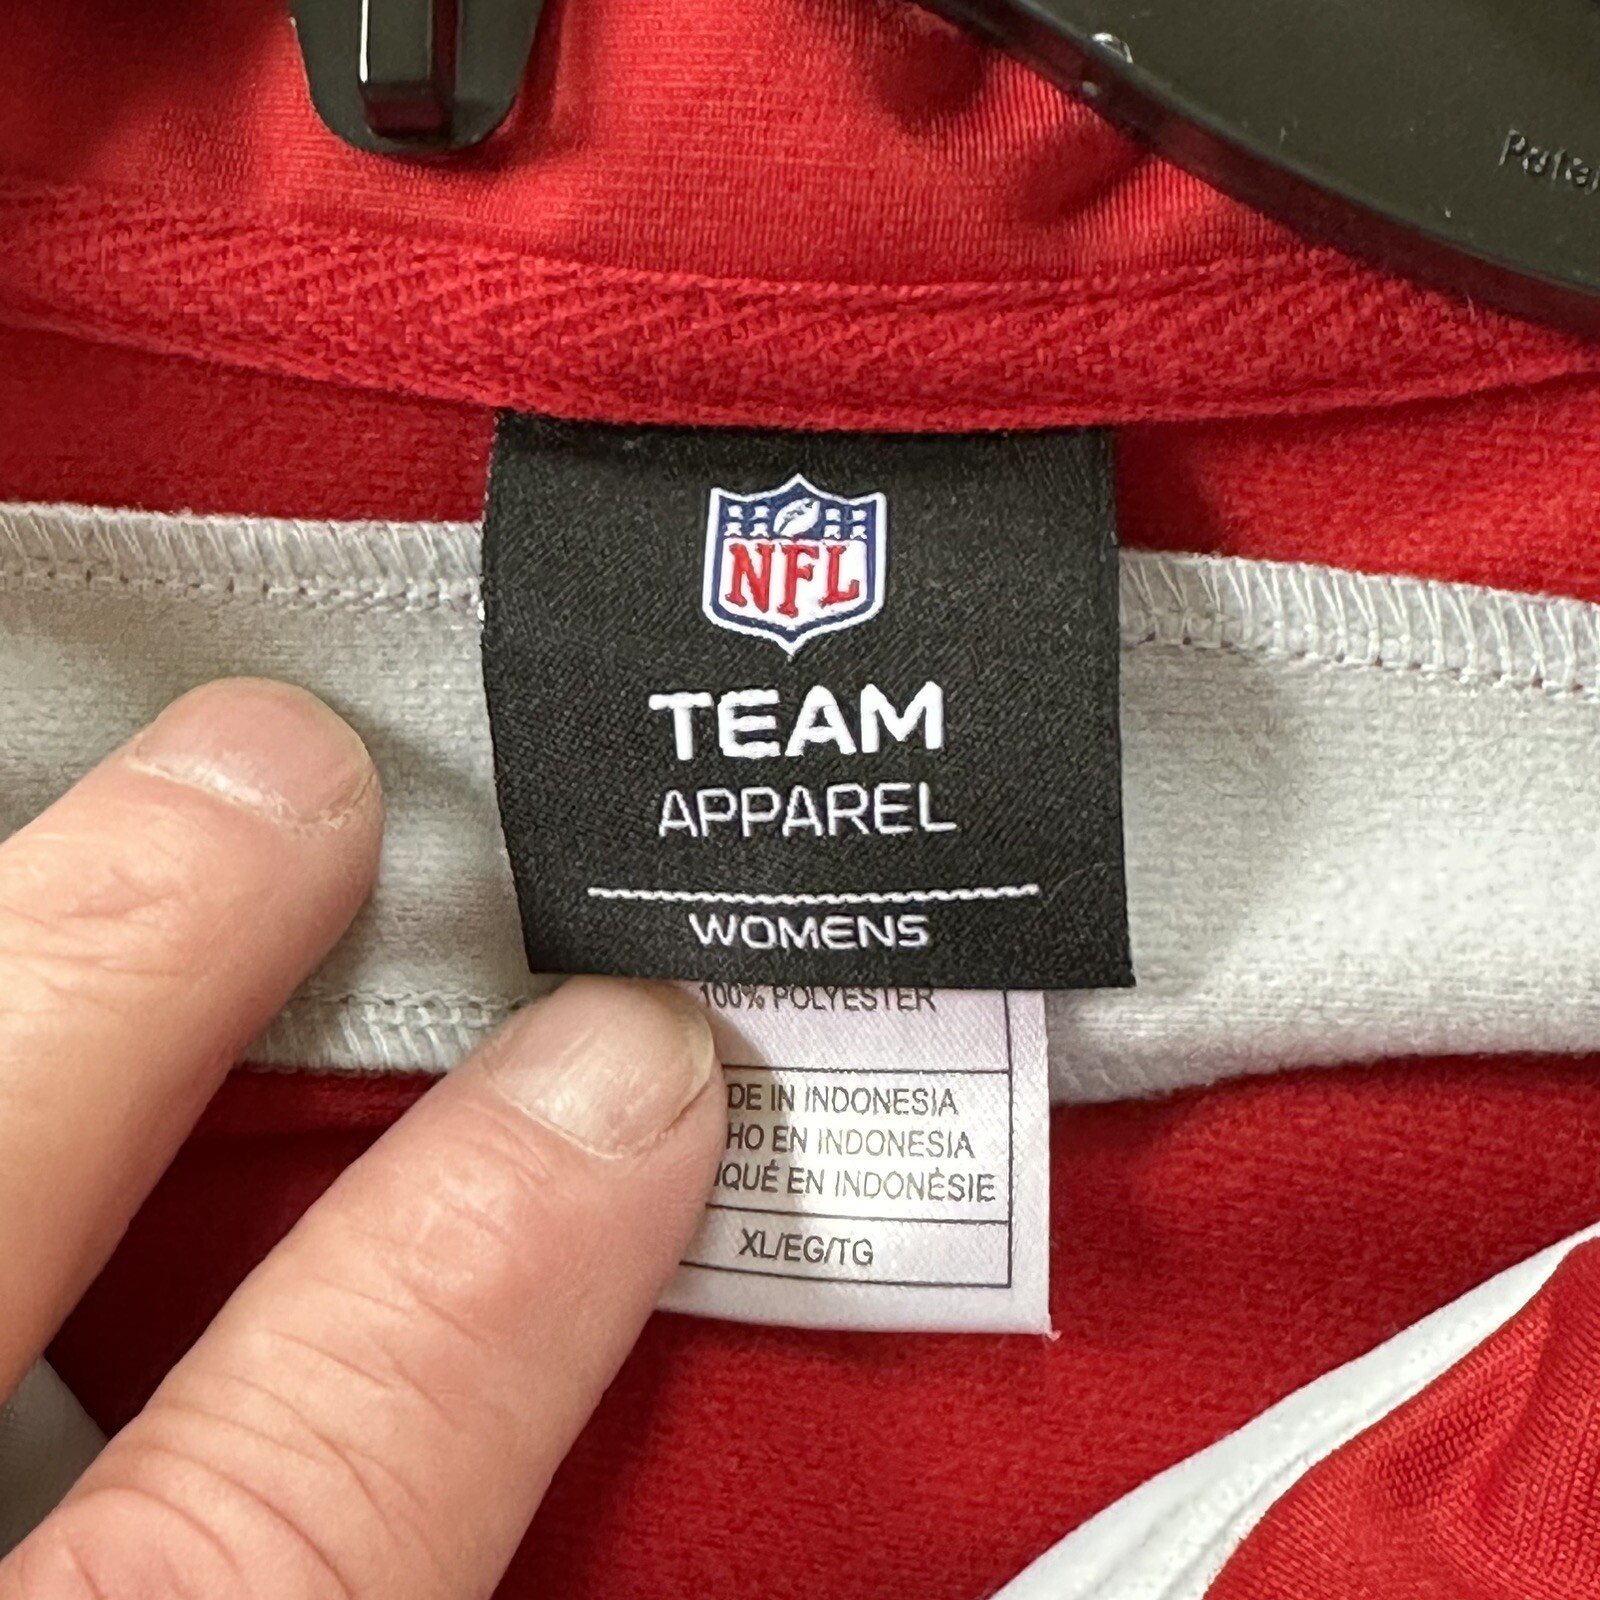 NFL
TEAM
APPAREL
WOMENS
100% POLYESTER
DE IN INDONESIA
HO EN INDONESIA
IQUÉ EN INDONÉSIE
XL/EG/TG